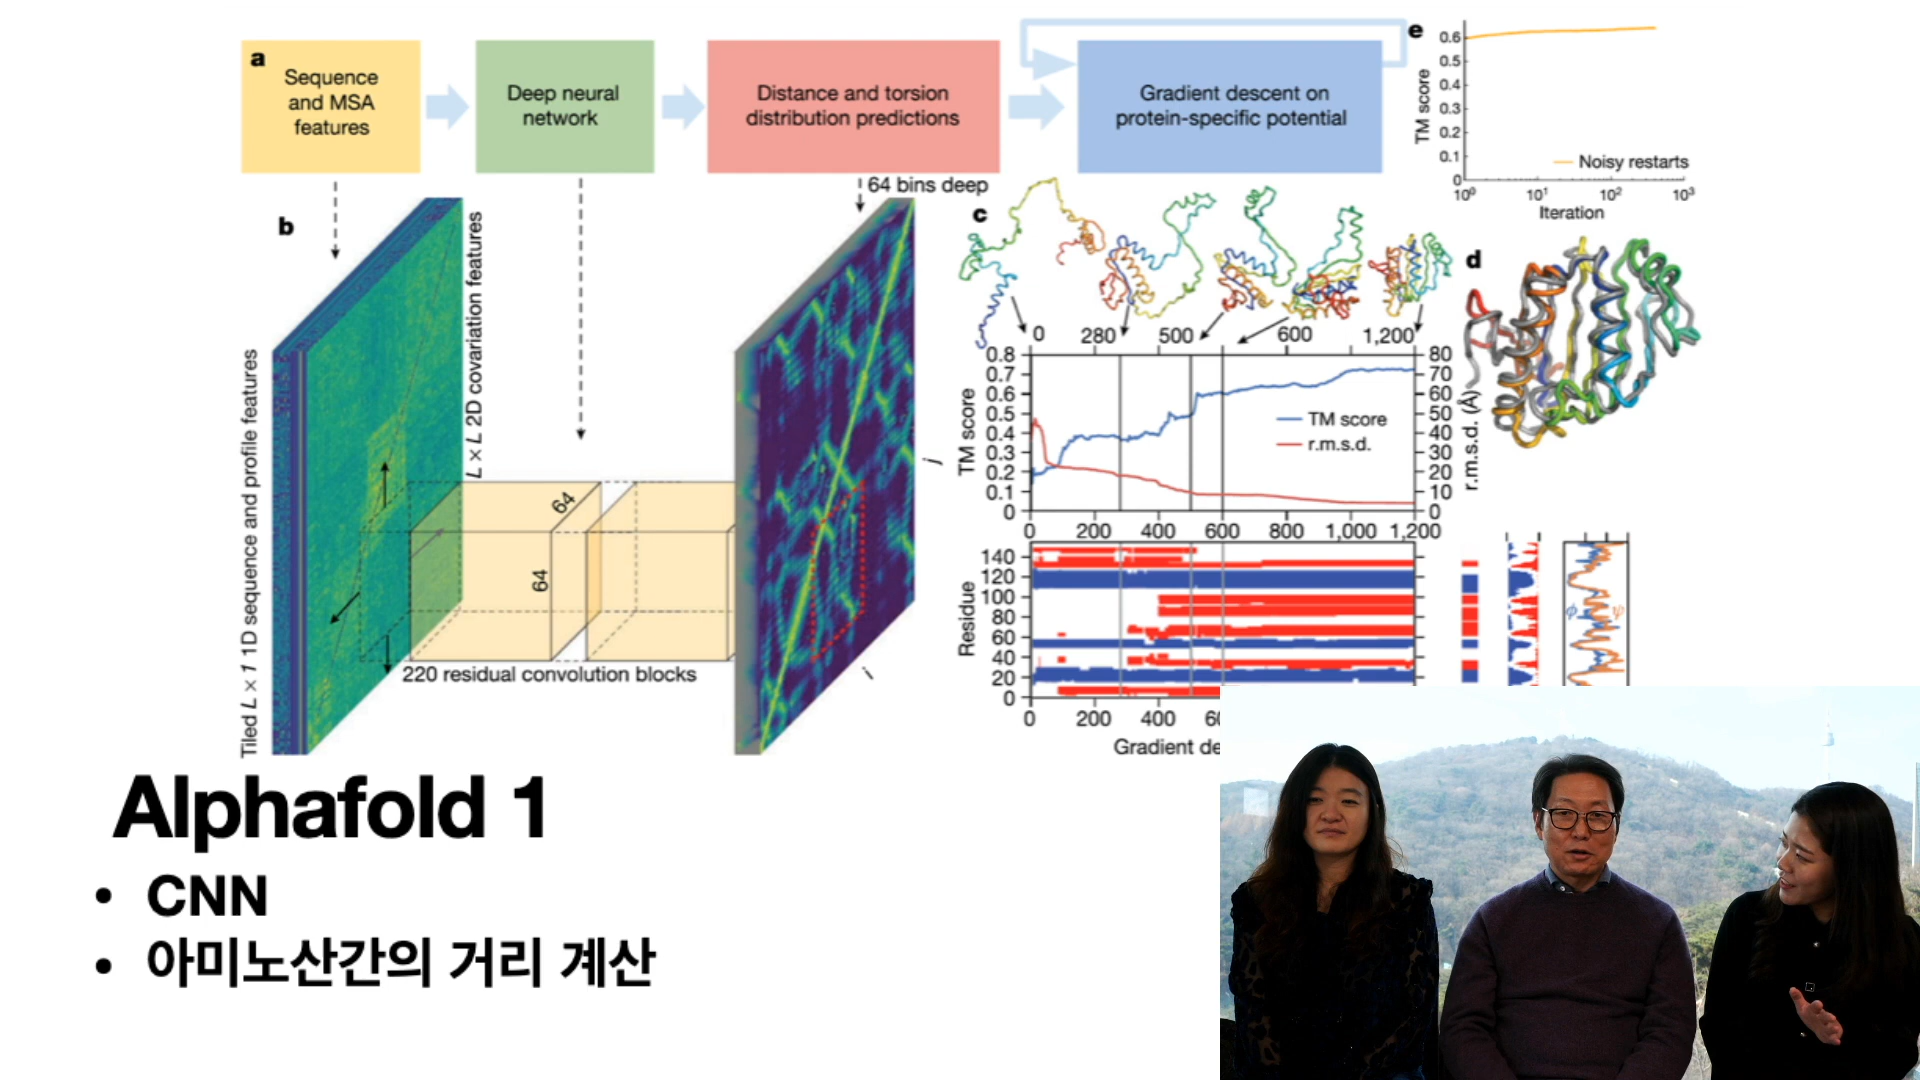 a
Sequence
and MSA
features
Deep neural
network
Distance and torsion
distribution predictions
Gradient descent on
protein-specific potential
e
TM score
0.6
0.5
0.4
0.3
0.2
0.1
0
Noisy restarts
10⁰ 10¹ 10² 10³
Iteration
b
Tiled L × 1 1D sequence and profile features
L × L 2D covariation features
64
64
220 residual convolution blocks
64 bins deep
j
i
c
0 280 500 600 1,200
TM score
0.8
0.7
0.6
0.5
0.4
0.3
0.2
0.1
0
TM score
r.m.s.d.
80
70
60
50
40
30
20
10
0
r.m.s.d. (Å)
0 200 400 600 800 1,000 1,200
d
Residue
140
120
100
80
60
40
20
0
0 200 400 60
Gradient de
ϕ ψ
Alphafold 1
• CNN
• 아미노산간의 거리 계산